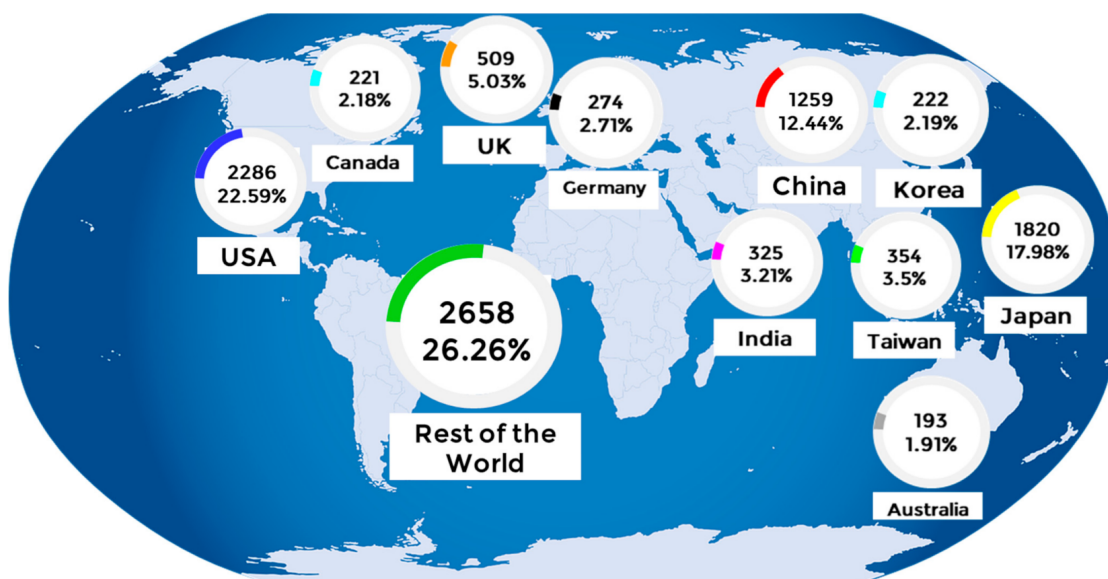 221
2.18%
Canada
509
5.03%
UK
274
2.71%
Germany
1259
12.44%
China
222
2.19%
Korea
2286
22.59%
USA
325
3.21%
India
354
3.5%
Taiwan
1820
17.98%
Japan
2658
26.26%
Rest of the
World
193
1.91%
Australia